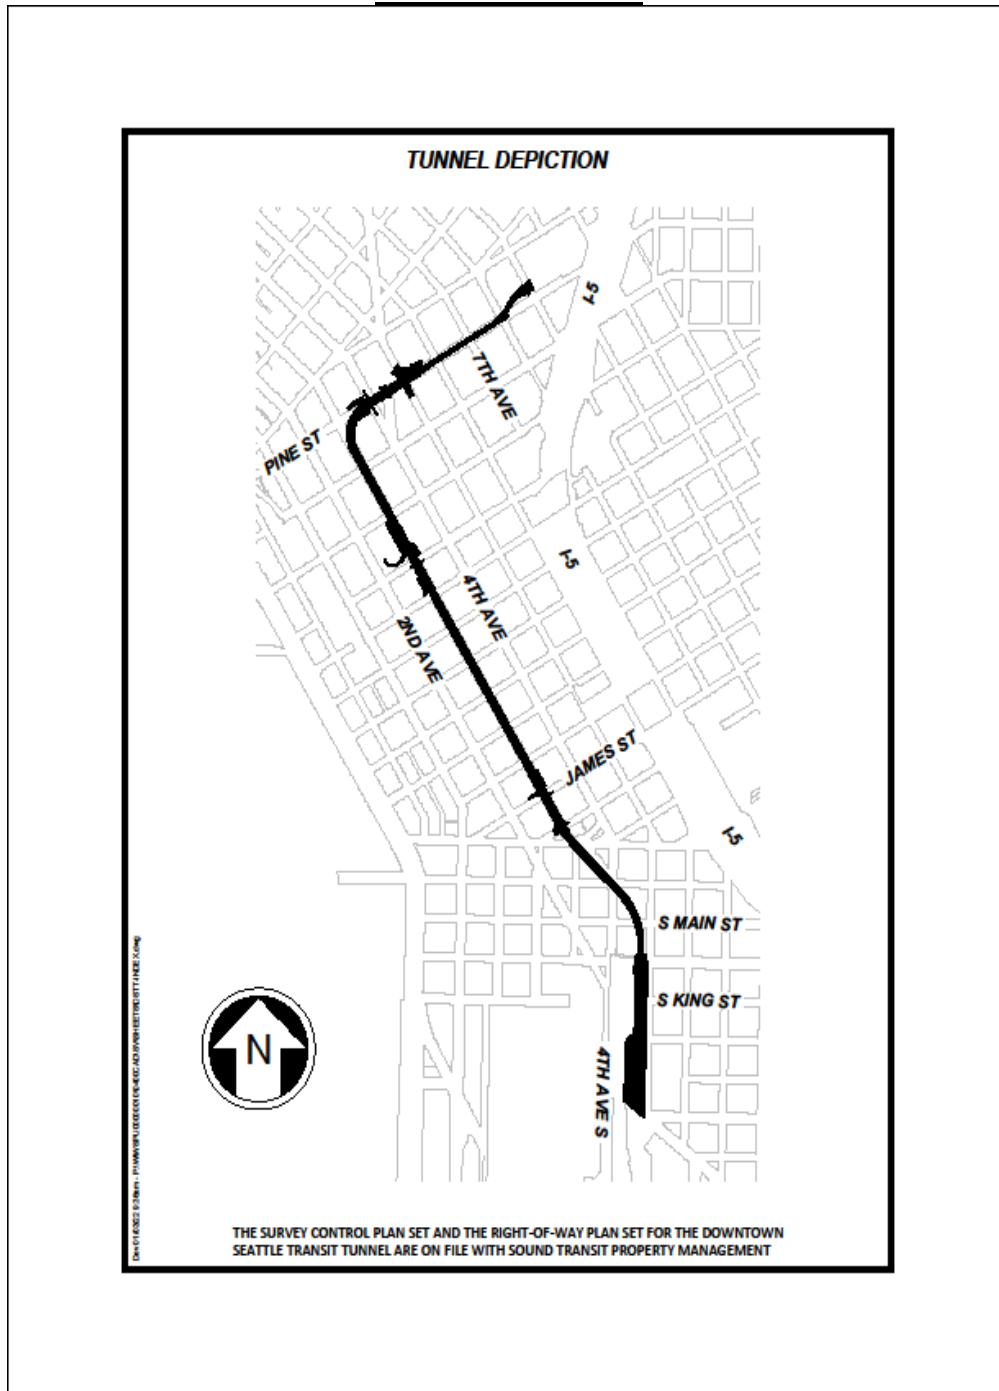 TUNNEL DEPICTION
I-5
7TH AVE
PINE ST
I-5
4TH AVE
2ND AVE
JAMES ST
I-5
S MAIN ST
S KING ST
N
4TH AVE S
THE SURVEY CONTROL PLAN SET AND THE RIGHT-OF-WAY PLAN SET FOR THE DOWNTOWN
SEATTLE TRANSIT TUNNEL ARE ON FILE WITH SOUND TRANSIT PROPERTY MANAGEMENT